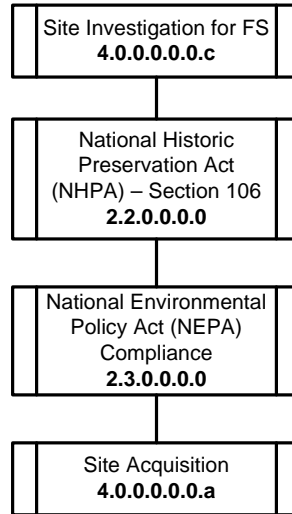 Site Investigation for FS
4.0.0.0.0.0.c
National Historic
Preservation Act
(NHPA) – Section 106
2.2.0.0.0.0
National Environmental
Policy Act (NEPA)
Compliance
2.3.0.0.0.0
Site Acquisition
4.0.0.0.0.0.a